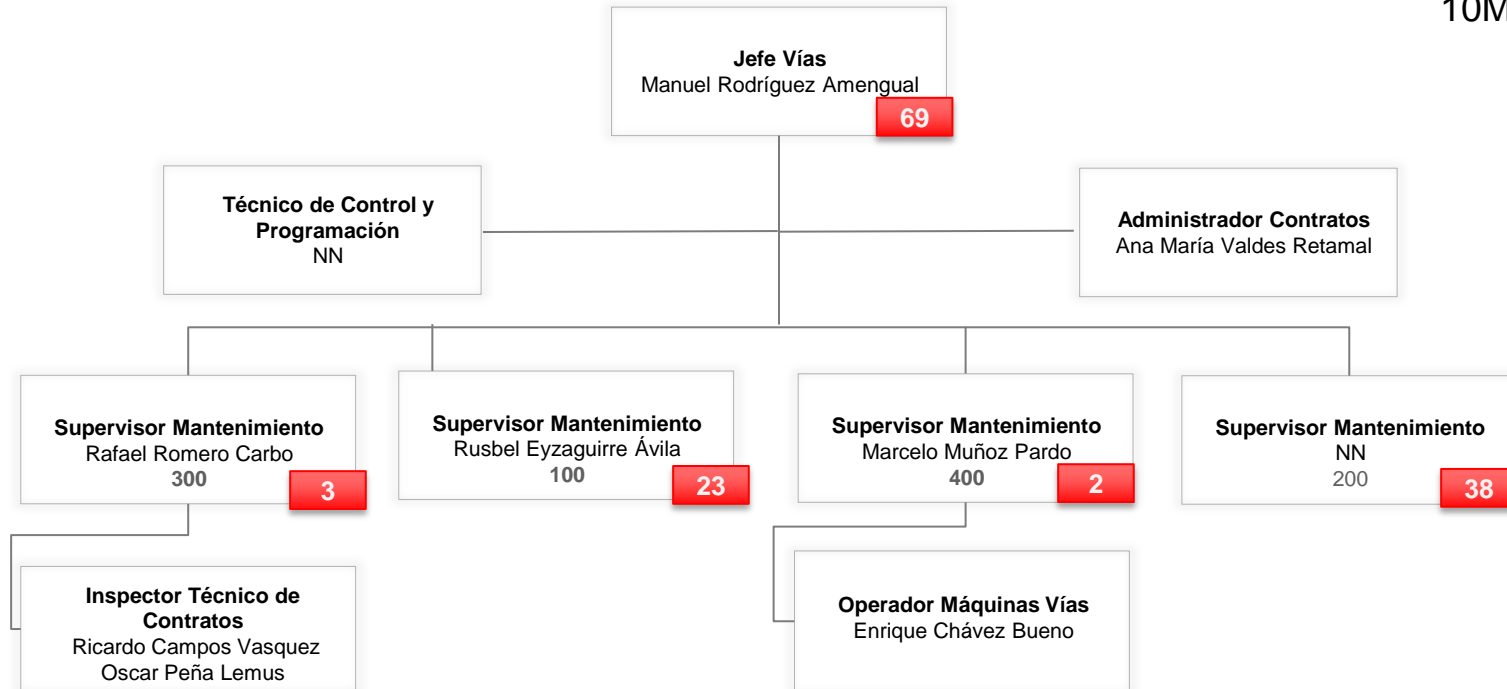 10M
Jefe Vías
Manuel Rodríguez Amengual
69
Técnico de Control y
Programación
NN
Administrador Contratos
Ana María Valdes Retamal
Supervisor Mantenimiento
Rafael Romero Carbo
300
3
Supervisor Mantenimiento
Rusbel Eyzaguirre Ávila
100
23
Supervisor Mantenimiento
Marcelo Muñoz Pardo
400
2
Supervisor Mantenimiento
NN
200
38
Inspector Técnico de
Contratos
Ricardo Campos Vasquez
Oscar Peña Lemus
Operador Máquinas Vías
Enrique Chávez Bueno